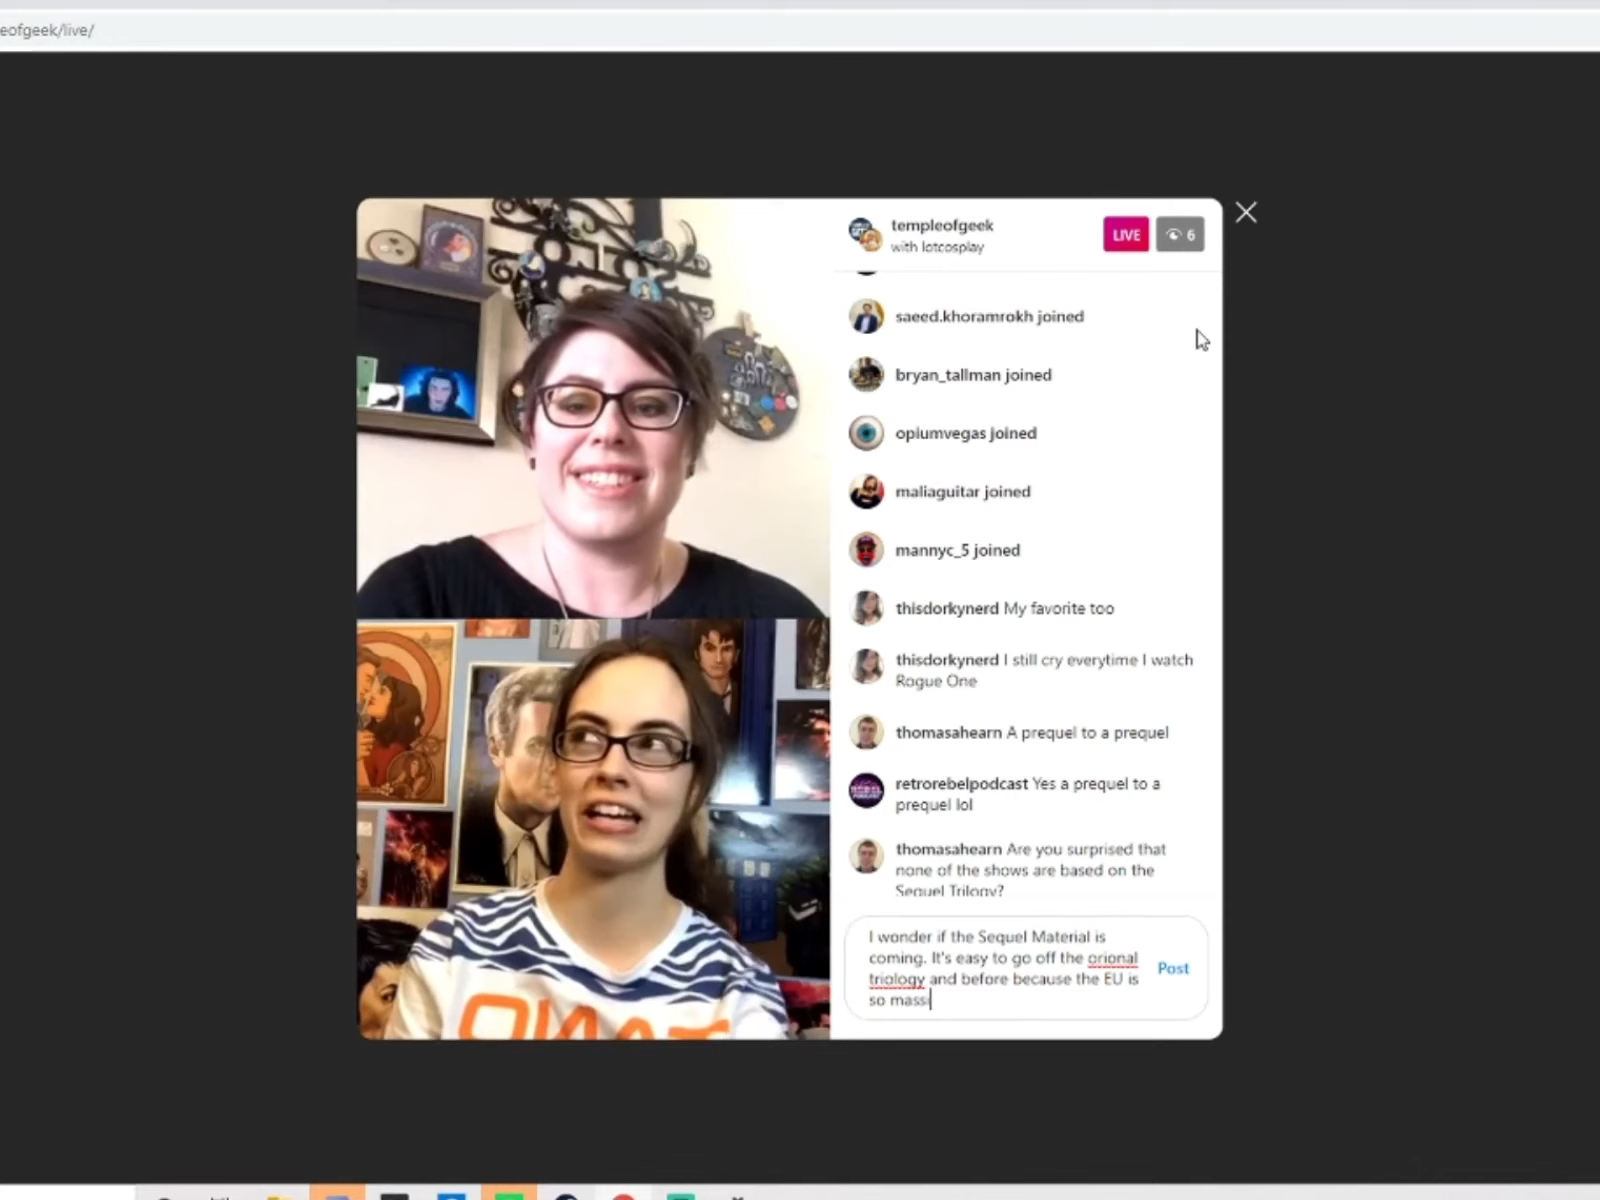 eofgeek/live/
templeofgeek
with lotcosplay
LIVE
6
saeed.khoramrokh joined
bryan_tallman joined
opiumvegas joined
maliaguitar joined
mannyc_5 joined
thisdorkynerd My favorite too
thisdorkynerd I still cry everytime I watch
Rogue One
thomasahearn A prequel to a prequel
retrorebelpodcast Yes a prequel to a
prequel lol
thomasahearn Are you surprised that
none of the shows are based on the
Sequel Trilogy?
I wonder if the Sequel Material is
coming. It's easy to go off the orional
triology and before because the EU is
so massi
Post